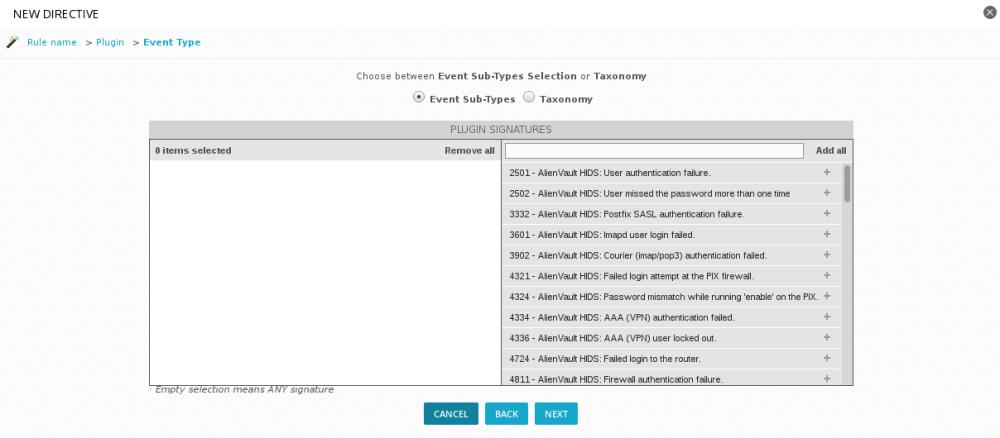 NEW DIRECTIVE
Rule name > Plugin > Event Type
Choose between Event Sub-Types Selection or Taxonomy
Event Sub-Types Taxonomy
PLUGIN SIGNATURES
0 items selected Remove all Add all
2501 - AlienVault HIDS: User authentication failure. +
2502 - AlienVault HIDS: User missed the password more than one time +
3332 - AlienVault HIDS: Postfix SASL authentication failure. +
3601 - AlienVault HIDS: Imapd user login failed. +
3902 - AlienVault HIDS: Courier (imap/pop3) authentication failed. +
4321 - AlienVault HIDS: Failed login attempt at the PIX firewall. +
4324 - AlienVault HIDS: Password mismatch while running 'enable' on the PIX. +
4334 - AlienVault HIDS: AAA (VPN) authentication failed. +
4336 - AlienVault HIDS: AAA (VPN) user locked out. +
4724 - AlienVault HIDS: Failed login to the router. +
4811 - AlienVault HIDS: Firewall authentication failure. +
Empty selection means ANY signature
CANCEL BACK NEXT